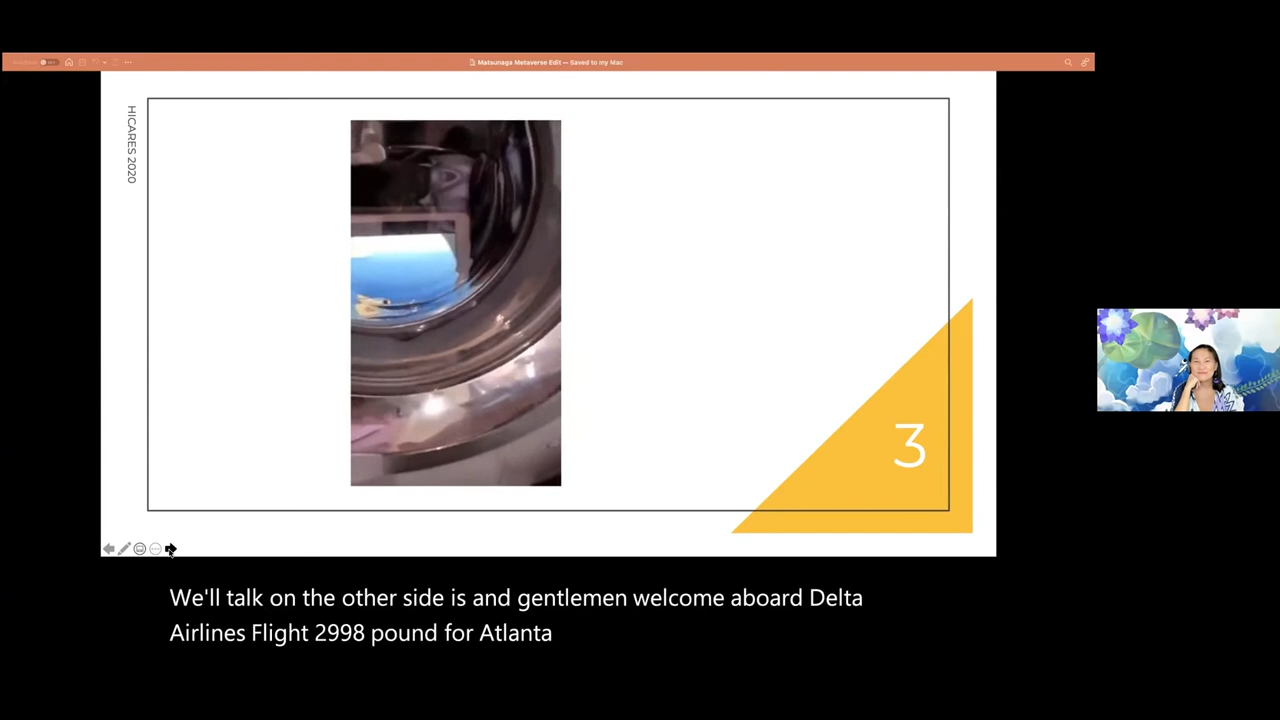 Matsunaga Metaverse Edit — Saved to my Mac
HICARES 2020
3
We'll talk on the other side is and gentlemen welcome aboard Delta
Airlines Flight 2998 pound for Atlanta